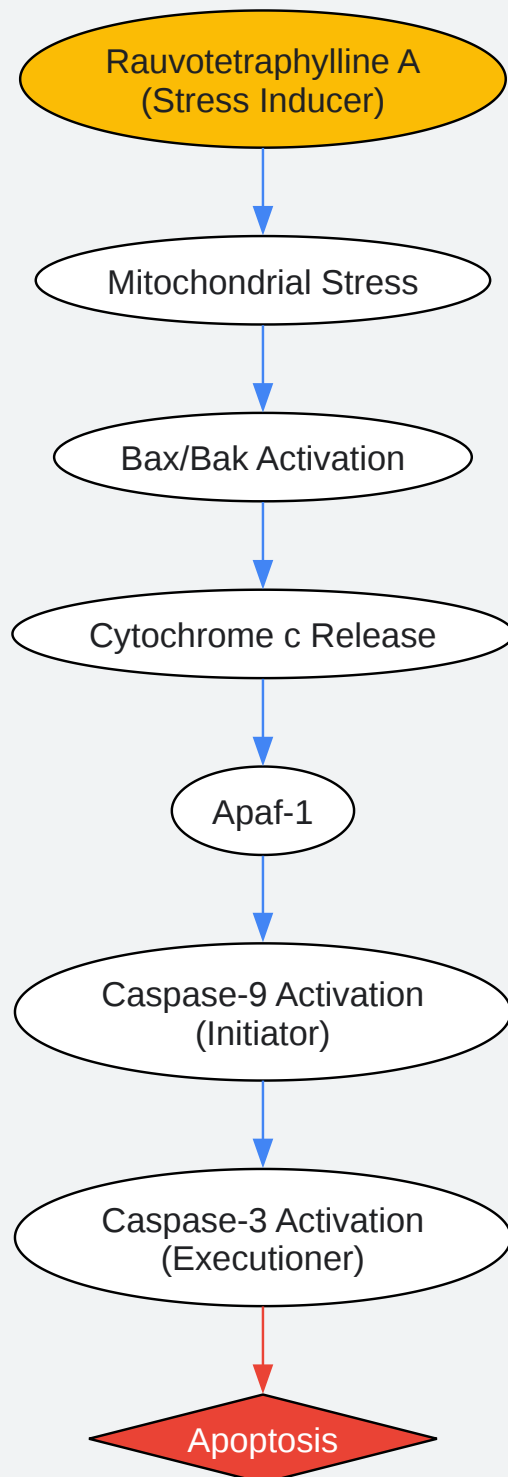 Rauvotetraphylline A
(Stress Inducer)
Mitochondrial Stress
Bax/Bak Activation
Cytochrome c Release
Apaf-1
Caspase-9 Activation
(Initiator)
Caspase-3 Activation
(Executioner)
Apoptosis